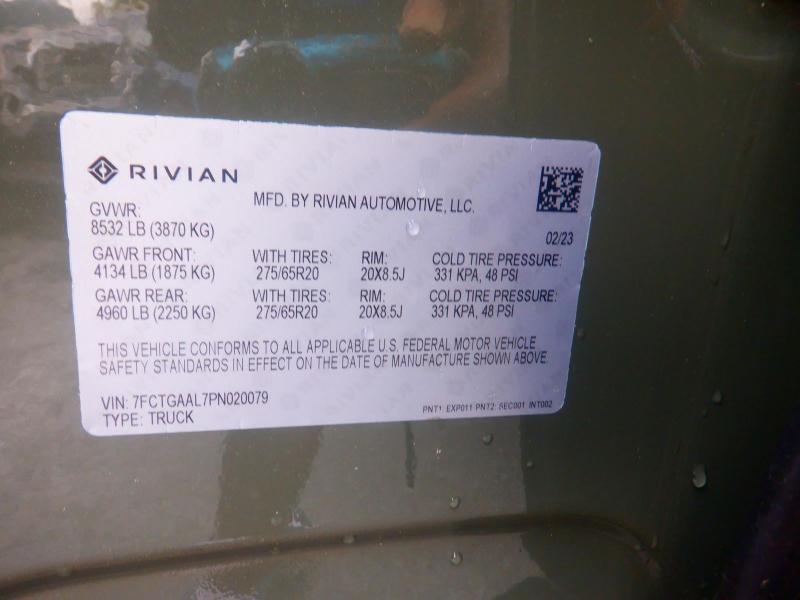 RIVIAN
MFD. BY RIVIAN AUTOMOTIVE, LLC.
02/23
GVWR:
8532 LB (3870 KG)
GAWR FRONT: WITH TIRES: RIM: COLD TIRE PRESSURE:
4134 LB (1875 KG) 275/65R20 20X8.5J 331 KPA, 48 PSI
GAWR REAR: WITH TIRES: RIM: COLD TIRE PRESSURE:
4960 LB (2250 KG) 275/65R20 20X8.5J 331 KPA, 48 PSI
THIS VEHICLE CONFORMS TO ALL APPLICABLE U.S. FEDERAL MOTOR VEHICLE
SAFETY STANDARDS IN EFFECT ON THE DATE OF MANUFACTURE SHOWN ABOVE.
VIN: 7FCTGAAL7PN020079
TYPE: TRUCK
PNT1: EXP011 PNT2: SEC001 INT002